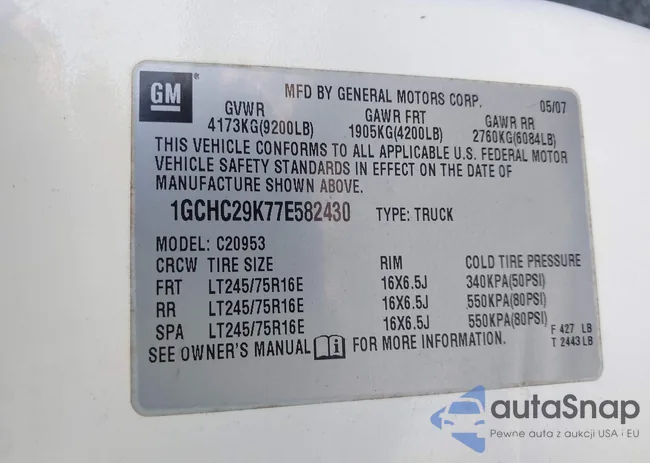 GM ®
MFD BY GENERAL MOTORS CORP. 05/07
GVWR GAWR FRT GAWR RR
4173KG(9200LB) 1905KG(4200LB) 2760KG(6084LB)
THIS VEHICLE CONFORMS TO ALL APPLICABLE U.S. FEDERAL MOTOR
VEHICLE SAFETY STANDARDS IN EFFECT ON THE DATE OF
MANUFACTURE SHOWN ABOVE.
1GCHC29K77E582430 TYPE: TRUCK
MODEL: C20953
CRCW TIRE SIZE RIM COLD TIRE PRESSURE
FRT LT245/75R16E 16X6.5J 340KPA(50PSI)
RR LT245/75R16E 16X6.5J 550KPA(80PSI)
SPA LT245/75R16E 16X6.5J 550KPA(80PSI)
SEE OWNER'S MANUAL i FOR MORE INFORMATION.
F 427 LB
T 2443 LB
autaSnap
Pewne auta z aukcji USA i EU